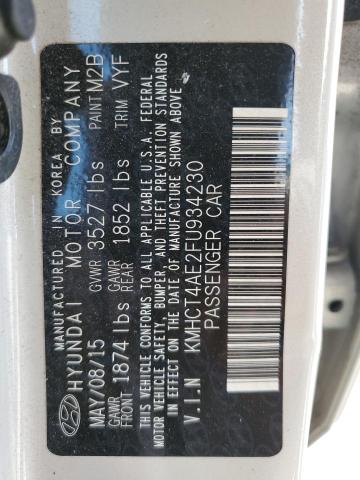 MANUFACTURED IN KOREA BY
HYUNDAI MOTOR COMPANY
MAY/08/15 GVWR 3527 lbs PAINT M2B
GAWR FRONT 1874 lbs GAWR REAR 1852 lbs TRIM VYF
THIS VEHICLE CONFORMS TO ALL APPLICABLE U.S.A. FEDERAL
MOTOR VEHICLE SAFETY, BUMPER, AND THEFT PREVENTION STANDARDS
IN EFFECT ON THE DATE OF MANUFACTURE SHOWN ABOVE
V.I.N KMHCT4AE2FU934230
PASSENGER CAR